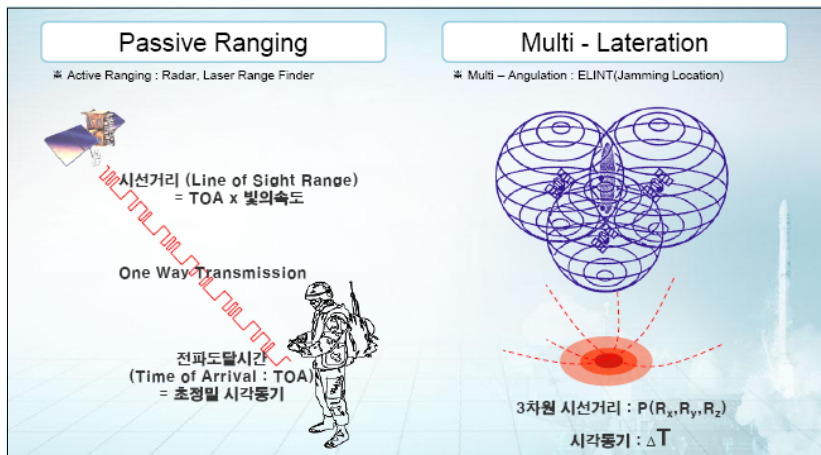 Passive Ranging
※ Active Ranging : Radar, Laser Range Finder
시선거리 (Line of Sight Range)
= TOA x 빛의속도
One Way Transmission
전파도달시간
(Time of Arrival : TOA)
= 초정밀 시각동기
Multi - Lateration
※ Multi – Angulation : ELINT(Jamming Location)
3차원 시선거리 : P(Rx,Ry,Rz)
시각동기 : ΔT